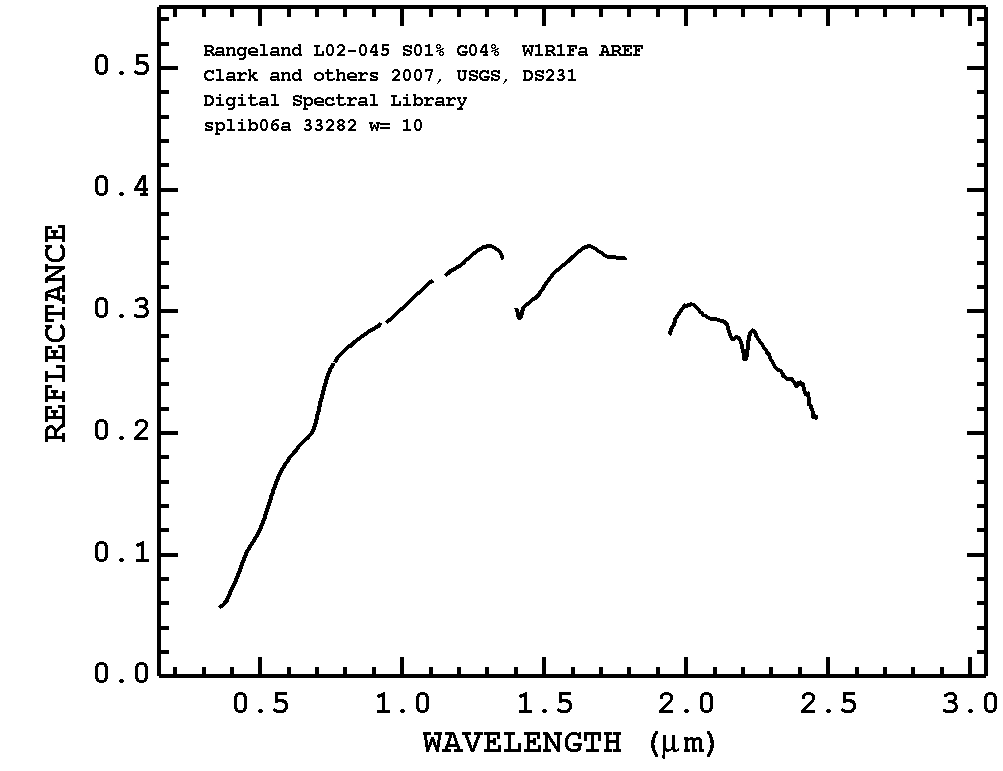 Rangeland L02-045 S01% G04%  W1R1Fa AREF
Clark and others 2007, USGS, DS231
Digital Spectral Library
splib06a 33282 w= 10
0.5
0.4
0.3
0.2
0.1
0.0
REFLECTANCE
0.5 1.0 1.5 2.0 2.5 3.0
WAVELENGTH (μm)